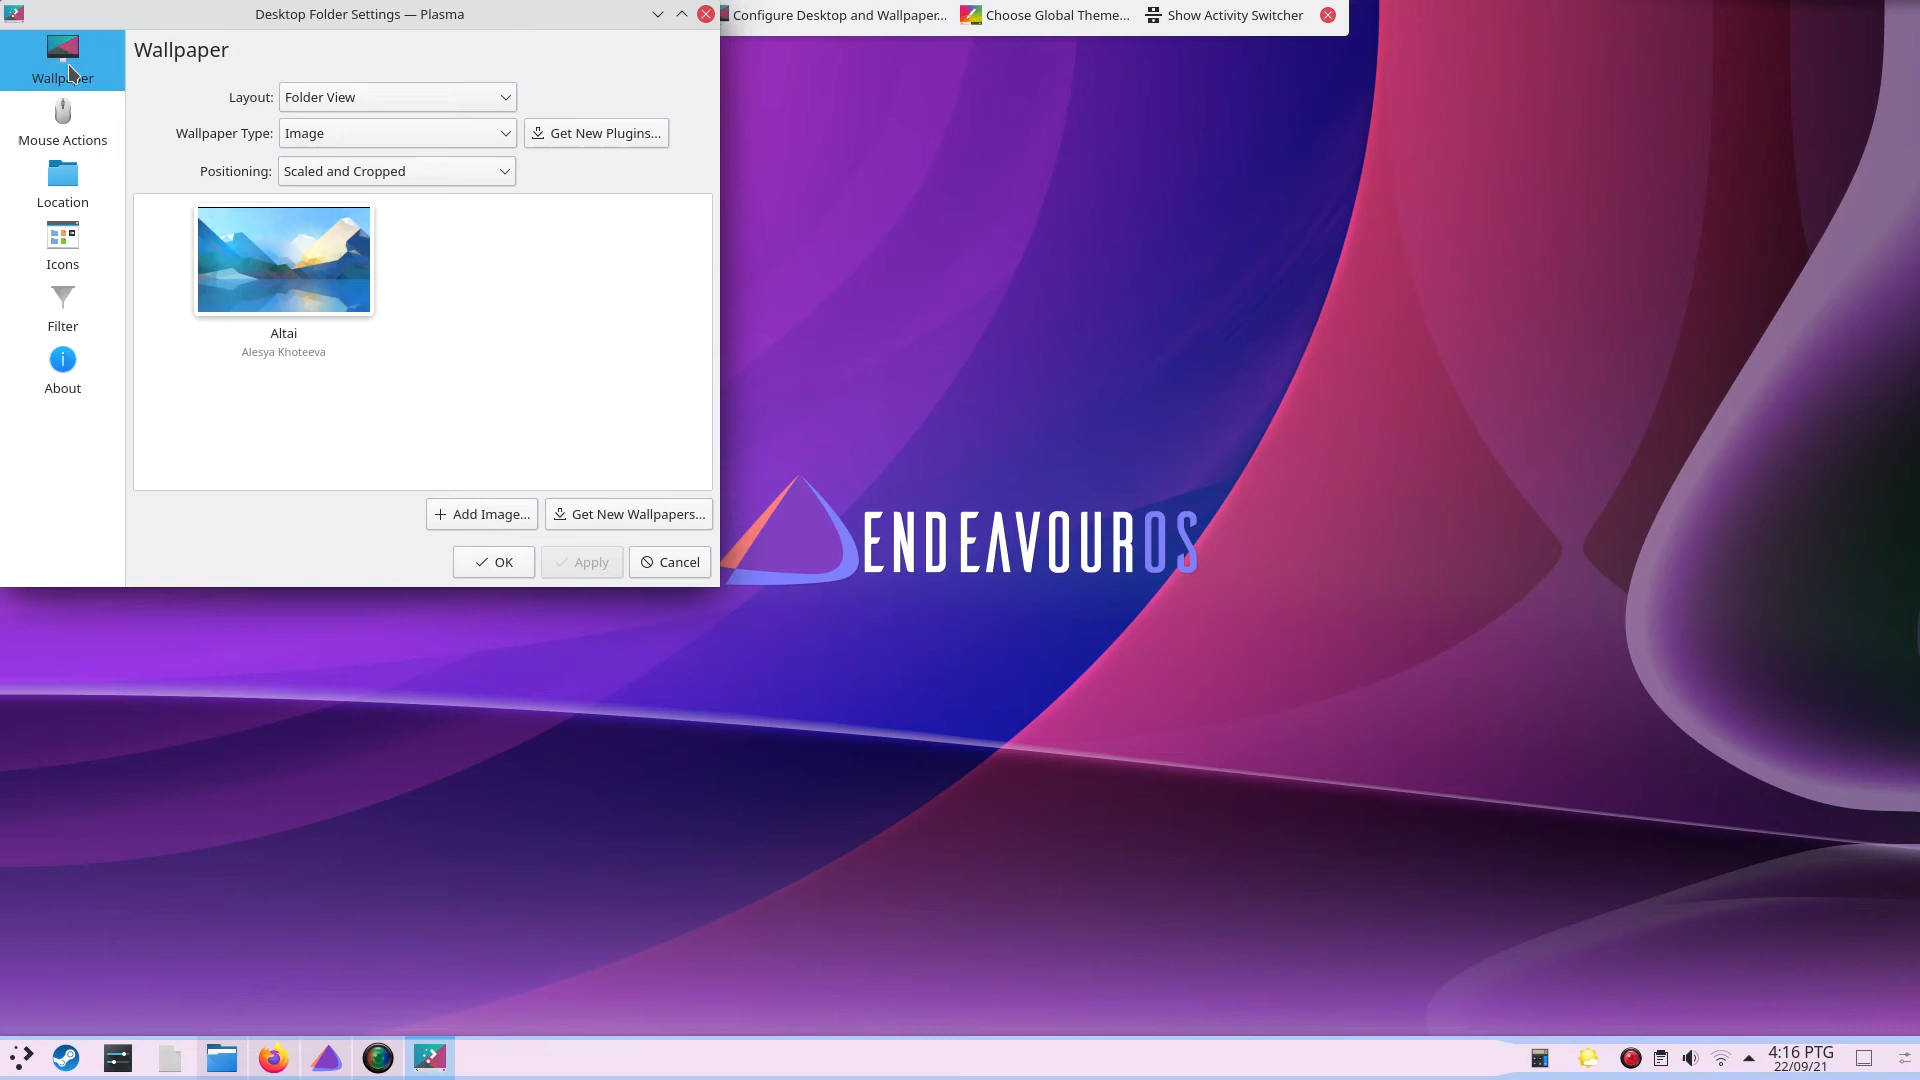 Desktop Folder Settings — Plasma
Configure Desktop and Wallpaper...
Choose Global Theme...
Show Activity Switcher
Wallpaper
Wallpaper
Mouse Actions
Location
Icons
Filter
About
Layout: Folder View
Wallpaper Type: Image
Get New Plugins...
Positioning: Scaled and Cropped
Altai
Alesya Khoteeva
Add Image...
Get New Wallpapers...
OK
Apply
Cancel
ENDEAVOUROS
4:16 PTG
22/09/21